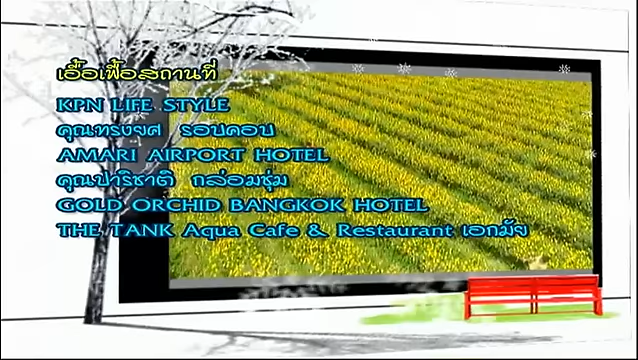 เอื้อเฟื้อสถานที่
KPN LIFE STYLE
คุณทรงยศ รอบคอบ
AMARI AIRPORT HOTEL
คุณปาริชาติ กล่อมชุ่ม
GOLD ORCHID BANGKOK HOTEL
THE TANK Aqua Cafe & Restaurant เอกมัย